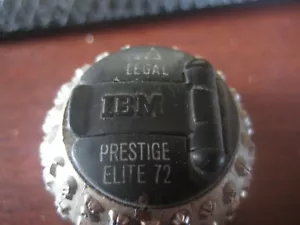 LEGAL
IBM
PRESTIGE
ELITE 72